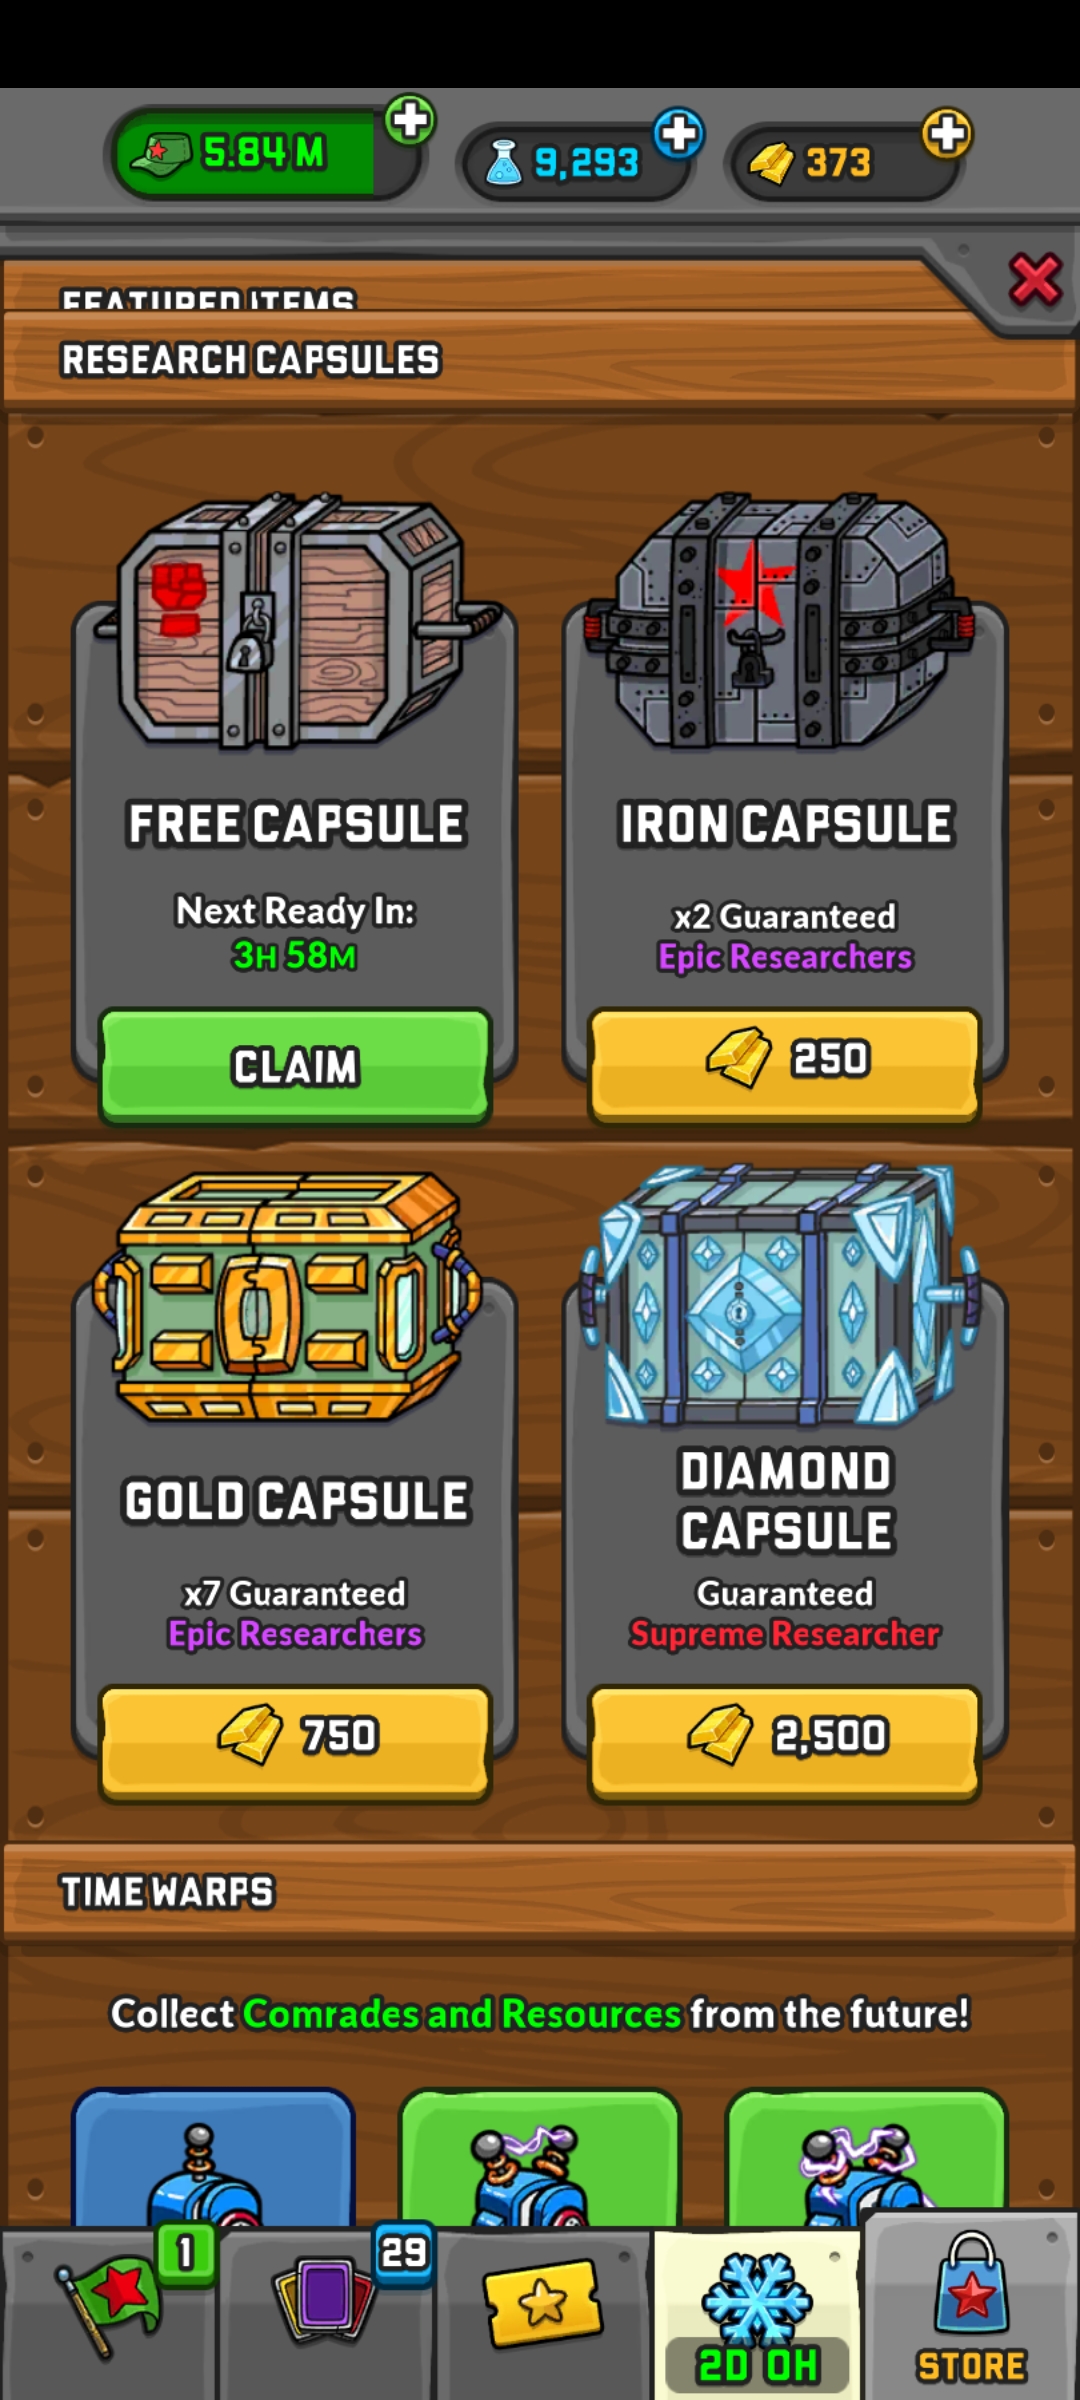 5.84 M
9,293
373
FEATURED ITEMS
RESEARCH CAPSULES
FREE CAPSULE
Next Ready In:
3H 58M
CLAIM
IRON CAPSULE
x2 Guaranteed
Epic Researchers
250
GOLD CAPSULE
x7 Guaranteed
Epic Researchers
750
DIAMOND
CAPSULE
Guaranteed
Supreme Researcher
2,500
TIME WARPS
Collect Comrades and Resources from the future!
1
29
2D 0H
STORE